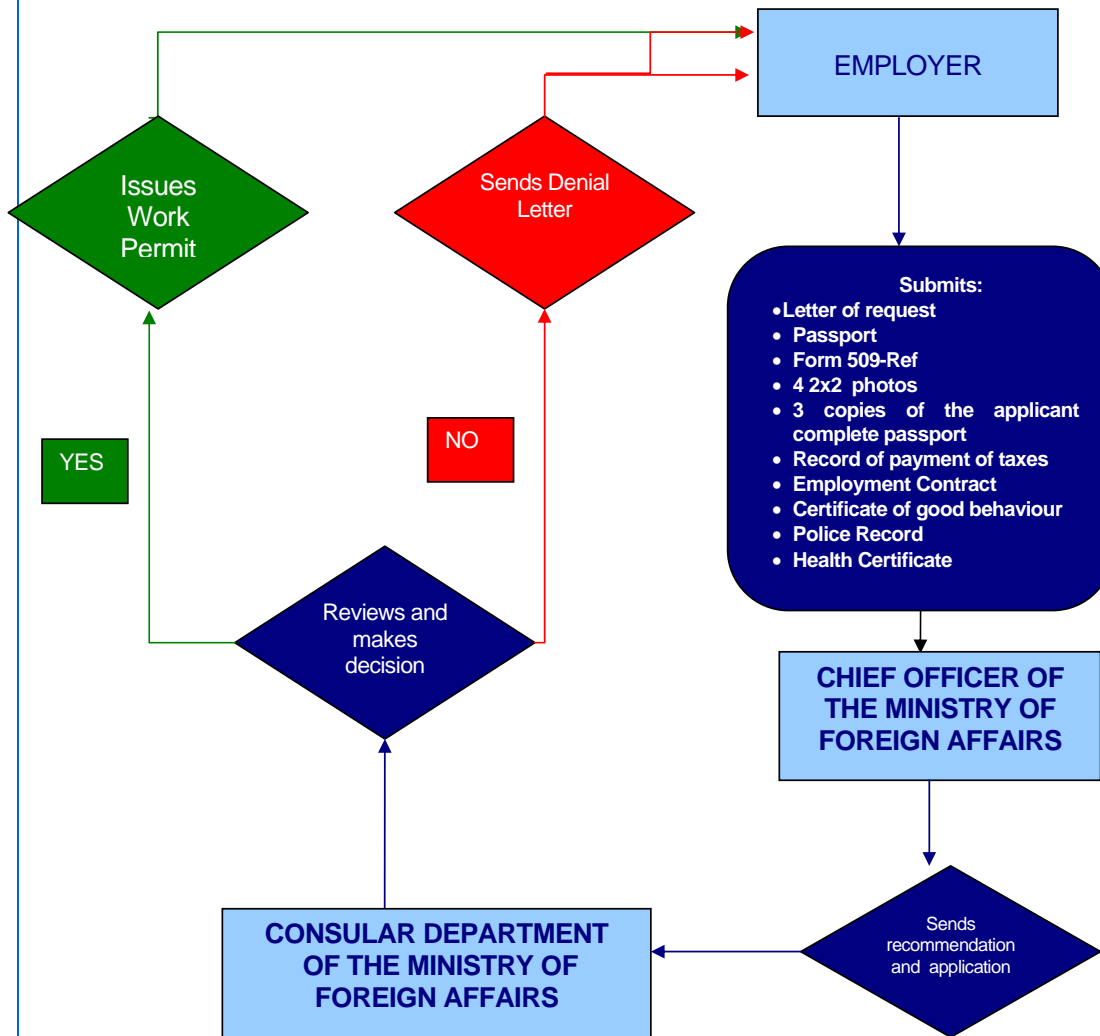 EMPLOYER
Issues
Work
Permit
Sends Denial
Letter
Submits:
•Letter of request
• Passport
• Form 509-Ref
• 4 2x2 photos
• 3 copies of the applicant
complete passport
• Record of payment of taxes
• Employment Contract
• Certificate of good behaviour
• Police Record
• Health Certificate
YES
NO
Reviews and
makes
decision
CHIEF OFFICER OF
THE MINISTRY OF
FOREIGN AFFAIRS
Sends
recommendation
and application
CONSULAR DEPARTMENT
OF THE MINISTRY OF
FOREIGN AFFAIRS